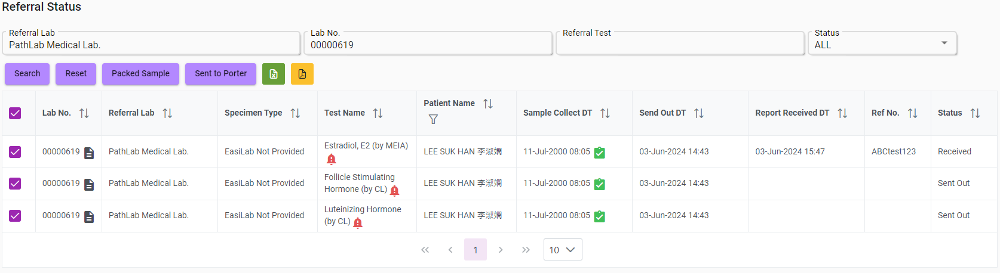 Referral Status
Referral Lab Lab No. Referral Test Status
PathLab Medical Lab. 00000619 ALL
Search Reset Packed Sample Sent to Porter
Lab No. Referral Lab Specimen Type Test Name Patient Name Sample Collect DT Send Out DT Report Received DT Ref No. Status
00000619 PathLab Medical Lab. EasiLab Not Provided Estradiol, E2 (by MEIA) LEE SUK HAN 李淑嫻 11-Jul-2000 08:05 03-Jun-2024 14:43 03-Jun-2024 15:47 ABCtest123 Received
00000619 PathLab Medical Lab. EasiLab Not Provided Follicle Stimulating
Hormone (by CL) LEE SUK HAN 李淑嫻 11-Jul-2000 08:05 03-Jun-2024 14:43 Sent Out
00000619 PathLab Medical Lab. EasiLab Not Provided Luteinizing Hormone
(by CL) LEE SUK HAN 李淑嫻 11-Jul-2000 08:05 03-Jun-2024 14:43 Sent Out
1 10